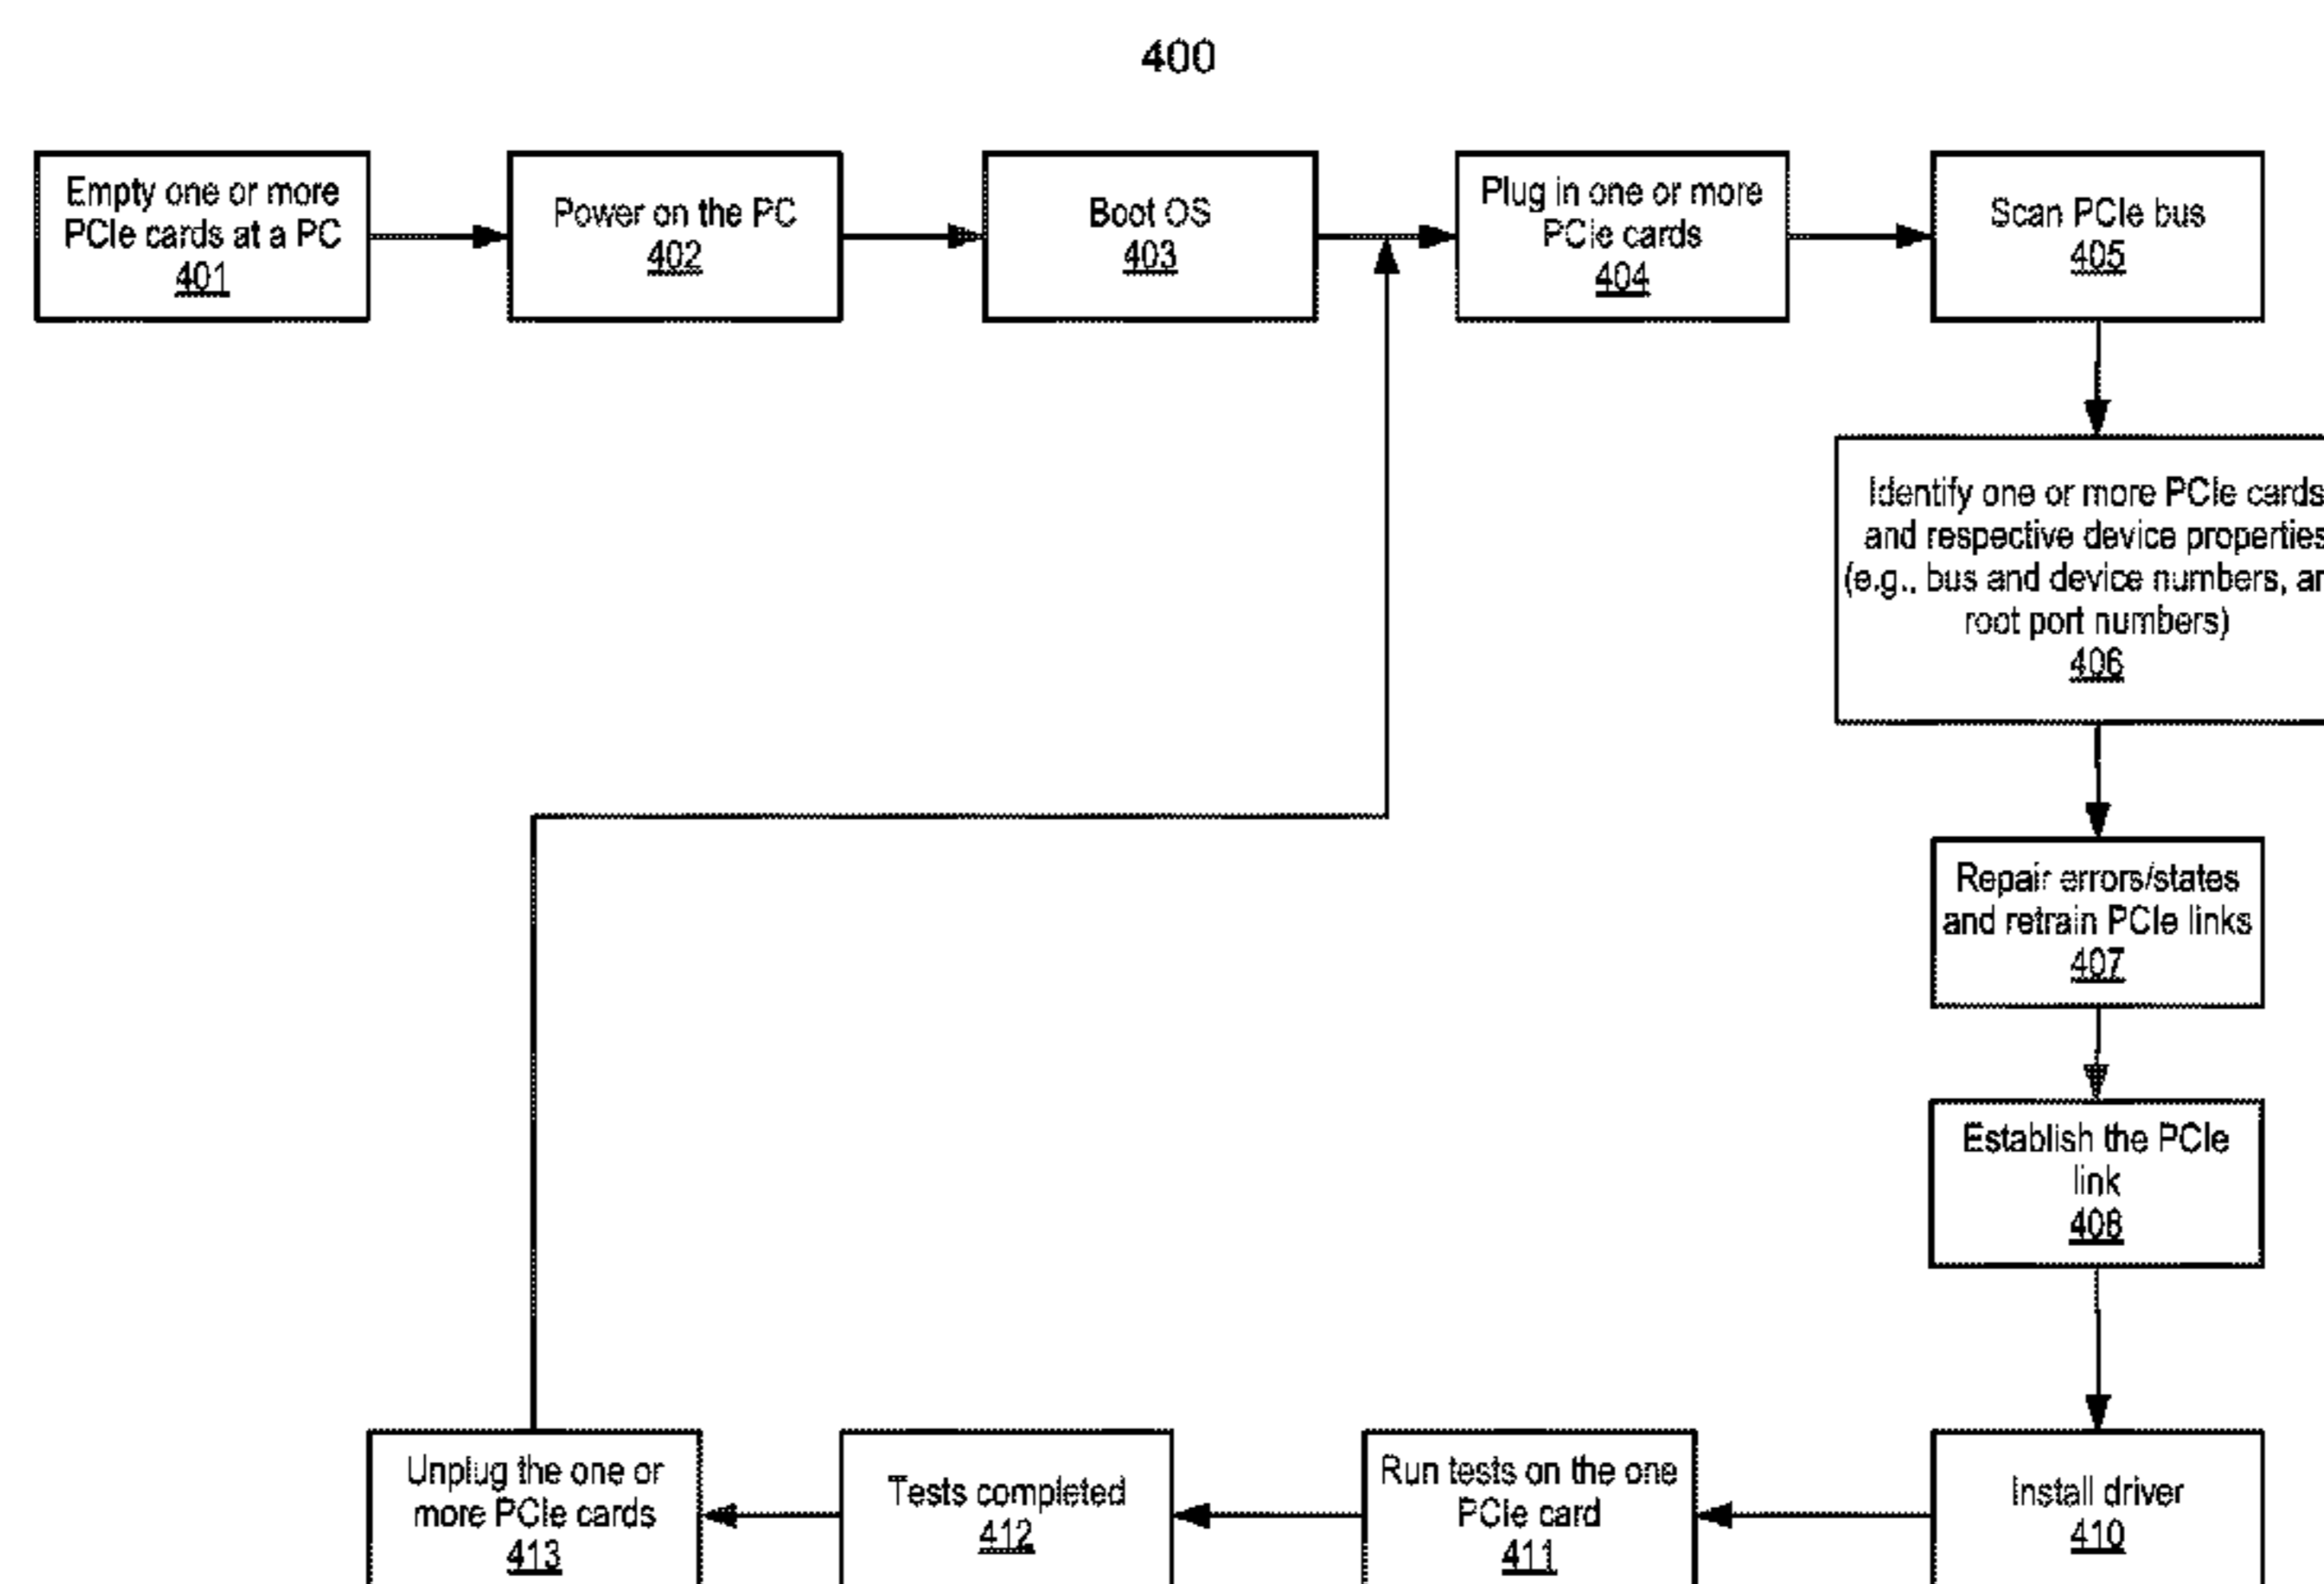 400
Empty one or more
PCIe cards at a PC
401
Power on the PC
402
Boot OS
403
Plug in one or more
PCIe cards
404
Scan PCIe bus
405
Identify one or more PCIe cards
and respective device properties
(e.g., bus and device numbers,
root port numbers)
406
Repair errors/states
and retrain PCIe links
407
Establish the PCIe
link
408
Install driver
410
Run tests on the one
PCIe card
411
Tests completed
412
Unplug the one or
more PCIe cards
413